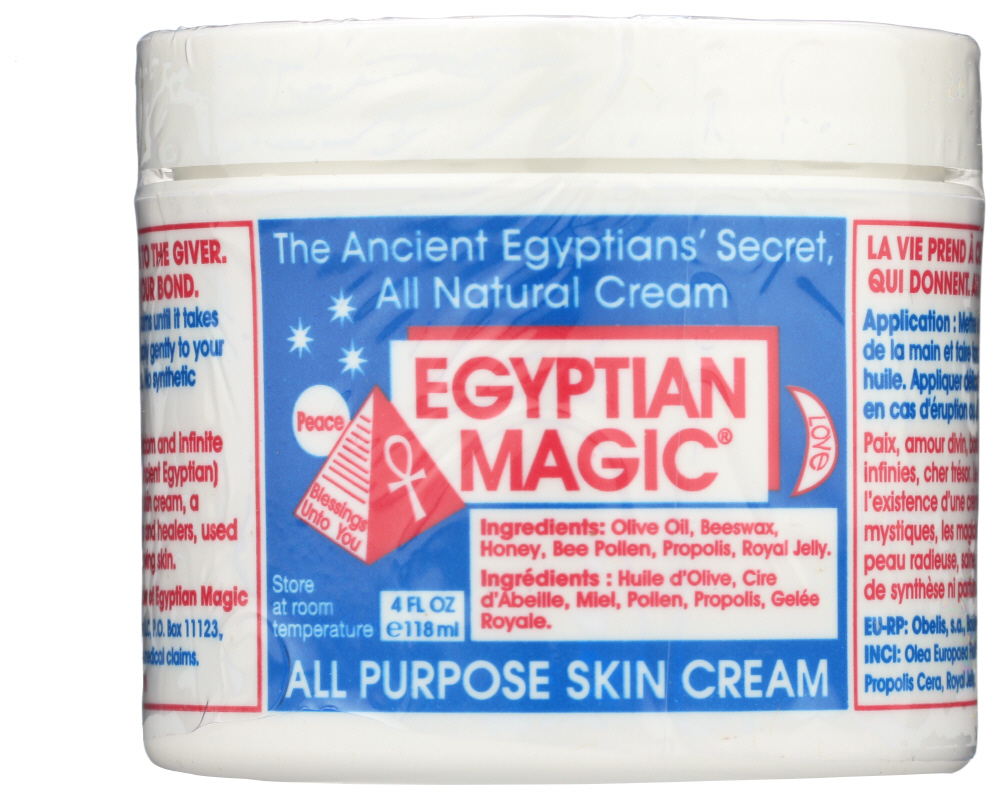 TO THE GIVER.
OUR BOND.
until it takes
gently to your
No synthetic
and infinite
Egyptian)
cream, a
and healers, used
skin.
of Egyptian Magic
P.O. Box 11123,
medical claims.
The Ancient Egyptians' Secret,
All Natural Cream
EGYPTIAN
MAGIC®
Peace
LOVE
Blessings
Unto You
Ingredients: Olive Oil, Beeswax,
Honey, Bee Pollen, Propolis, Royal Jelly.
Ingrédients : Huile d'Olive, Cire
d'Abeille, Miel, Pollen, Propolis, Gelée
Royale.
Store
at room
temperature
4 FL OZ
℮118 ml
ALL PURPOSE SKIN CREAM
LA VIE PREND À
QUI DONNENT.
Application :
de la main et
huile. Appliquer
en cas d'éruption
Paix, amour divin,
infinies, cher trésor.
l'existence d'une
mystiques, les
peau radieuse,
de synthèse ni
EU-RP: Obelis, s.a.,
INCI: Olea Europaea
Propolis Cera, Royal